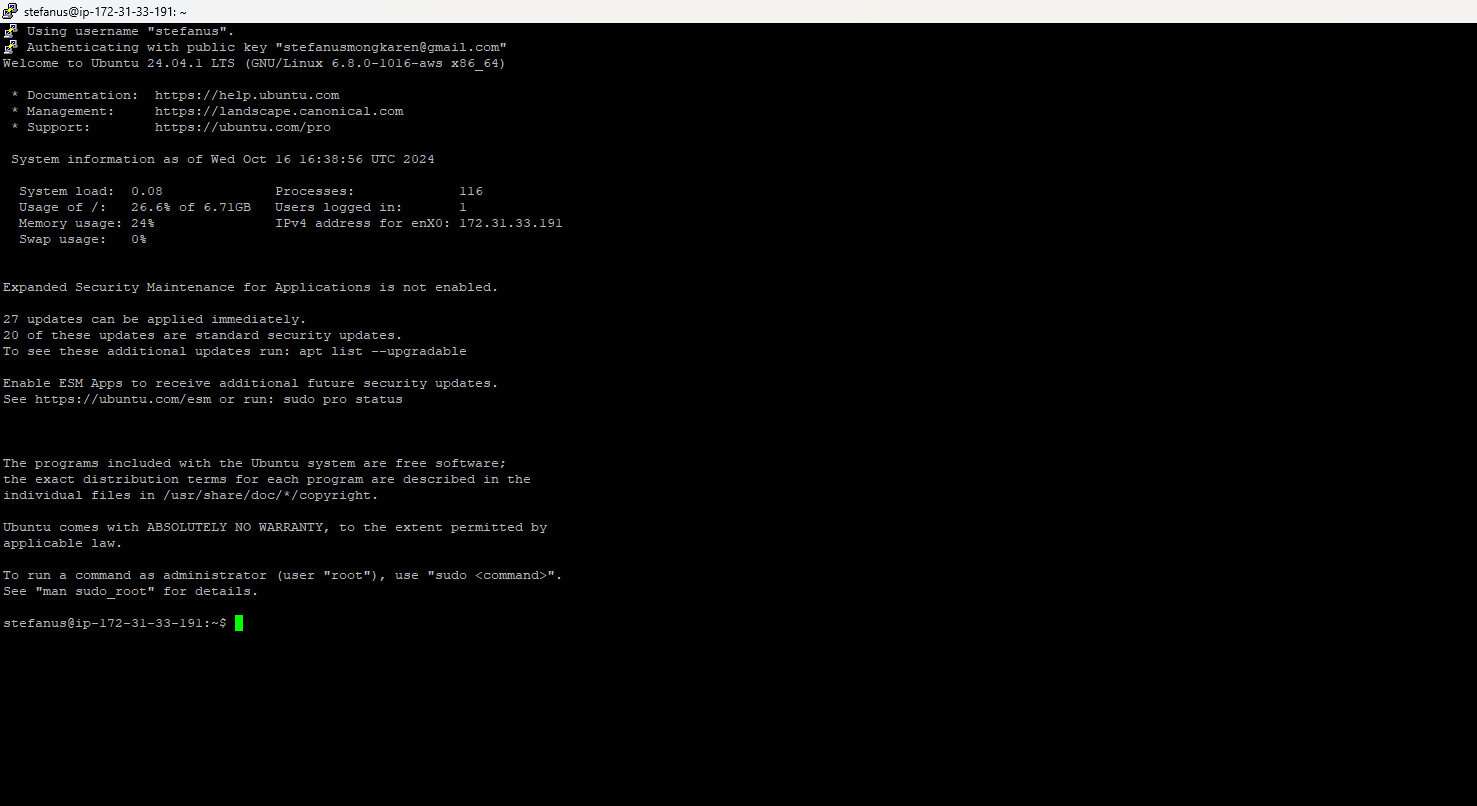 stefanus@ip-172-31-33-191: ~
Using username "stefanus".
Authenticating with public key "stefanusmongkaren@gmail.com"
Welcome to Ubuntu 24.04.1 LTS (GNU/Linux 6.8.0-1016-aws x86_64)
* Documentation:  https://help.ubuntu.com
* Management:     https://landscape.canonical.com
* Support:        https://ubuntu.com/pro
System information as of Wed Oct 16 16:38:56 UTC 2024
System load:  0.08              Processes:             116
Usage of /:   26.6% of 6.71GB   Users logged in:       1
Memory usage: 24%               IPv4 address for enX0: 172.31.33.191
Swap usage:   0%
Expanded Security Maintenance for Applications is not enabled.
27 updates can be applied immediately.
20 of these updates are standard security updates.
To see these additional updates run: apt list --upgradable
Enable ESM Apps to receive additional future security updates.
See https://ubuntu.com/esm or run: sudo pro status
The programs included with the Ubuntu system are free software;
the exact distribution terms for each program are described in the
individual files in /usr/share/doc/*/copyright.
Ubuntu comes with ABSOLUTELY NO WARRANTY, to the extent permitted by
applicable law.
To run a command as administrator (user "root"), use "sudo <command>".
See "man sudo_root" for details.
stefanus@ip-172-31-33-191:~$